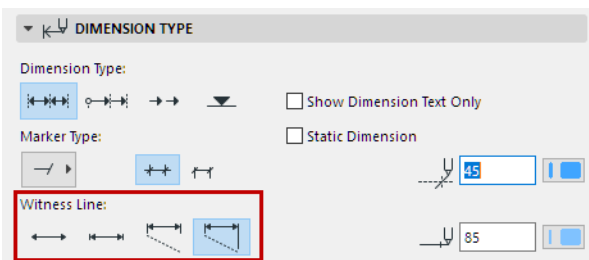 DIMENSION TYPE
Dimension Type:
Show Dimension Text Only
Marker Type:
Static Dimension
45
Witness Line:
85